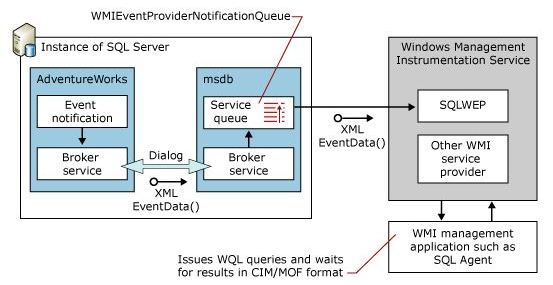 WMIEventProviderNotificationQueue
Instance of SQL Server
AdventureWorks
Event
notification
Broker
service
Dialog
XML
EventData()
msdb
Service
queue
Broker
service
XML
EventData()
Windows Management
Instrumentation Service
SQLWEP
Other WMI
service
provider
WMI management
application such as
SQL Agent
Issues WQL queries and waits
for results in CIM/MOF format